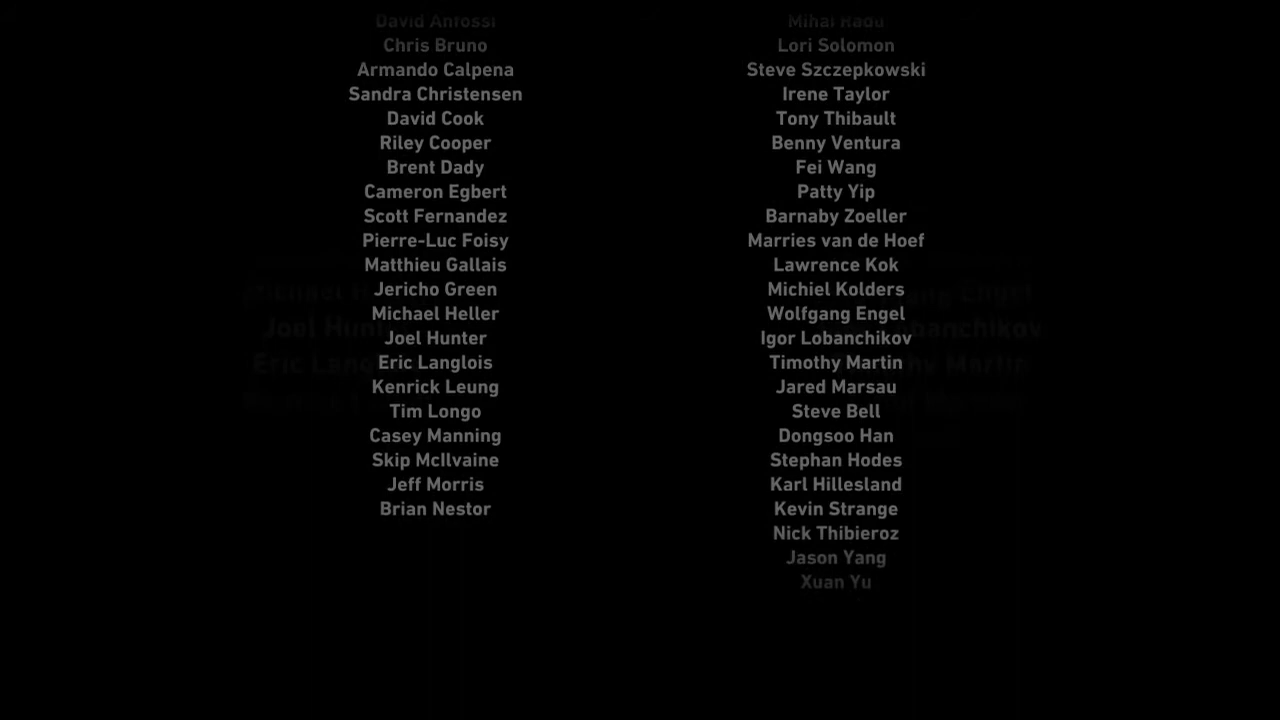 David Anfossi
Chris Bruno
Armando Calpena
Sandra Christensen
David Cook
Riley Cooper
Brent Dady
Cameron Egbert
Scott Fernandez
Pierre-Luc Foisy
Matthieu Gallais
Jericho Green
Michael Heller
Joel Hunter
Eric Langlois
Kenrick Leung
Tim Longo
Casey Manning
Skip McIlvaine
Jeff Morris
Brian Nestor
Mihai Radu
Lori Solomon
Steve Szczepkowski
Irene Taylor
Tony Thibault
Benny Ventura
Fei Wang
Patty Yip
Barnaby Zoeller
Marries van de Hoef
Lawrence Kok
Michiel Kolders
Wolfgang Engel
Igor Lobanchikov
Timothy Martin
Jared Marsau
Steve Bell
Dongsoo Han
Stephan Hodes
Karl Hillesland
Kevin Strange
Nick Thibieroz
Jason Yang
Xuan Yu